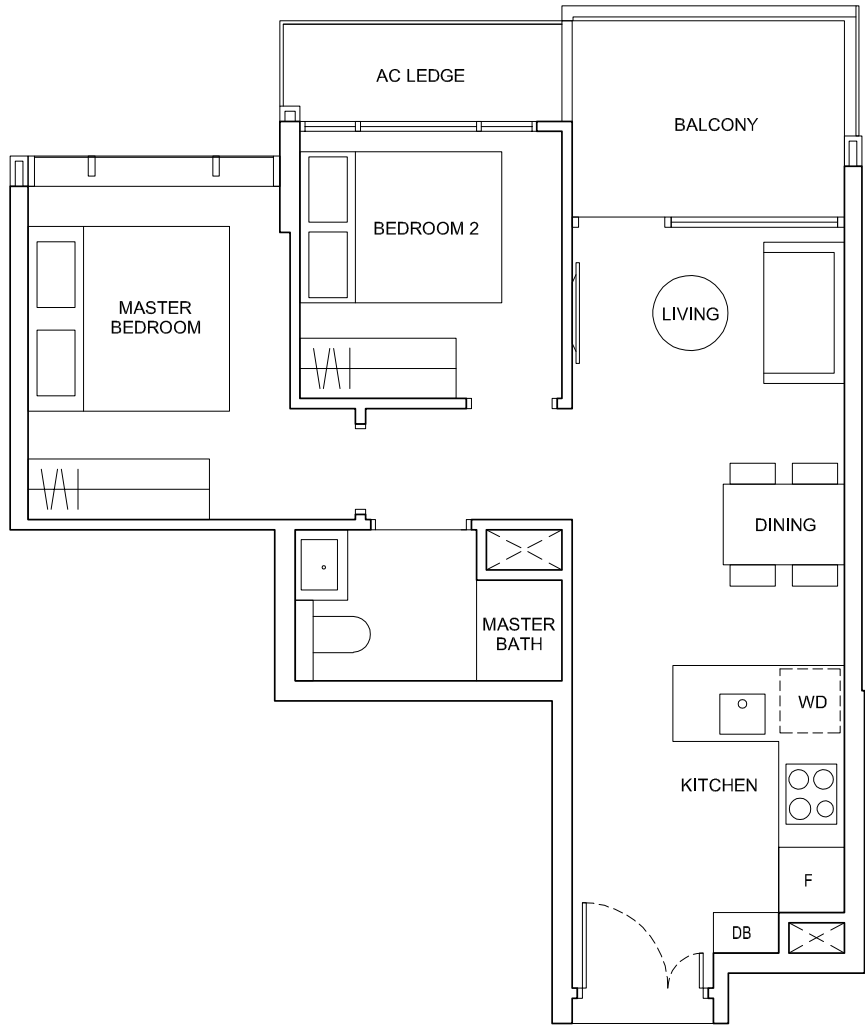 AC LEDGE
BALCONY
BEDROOM 2
MASTER
BEDROOM
LIVING
DINING
MASTER
BATH
WD
KITCHEN
F
DB